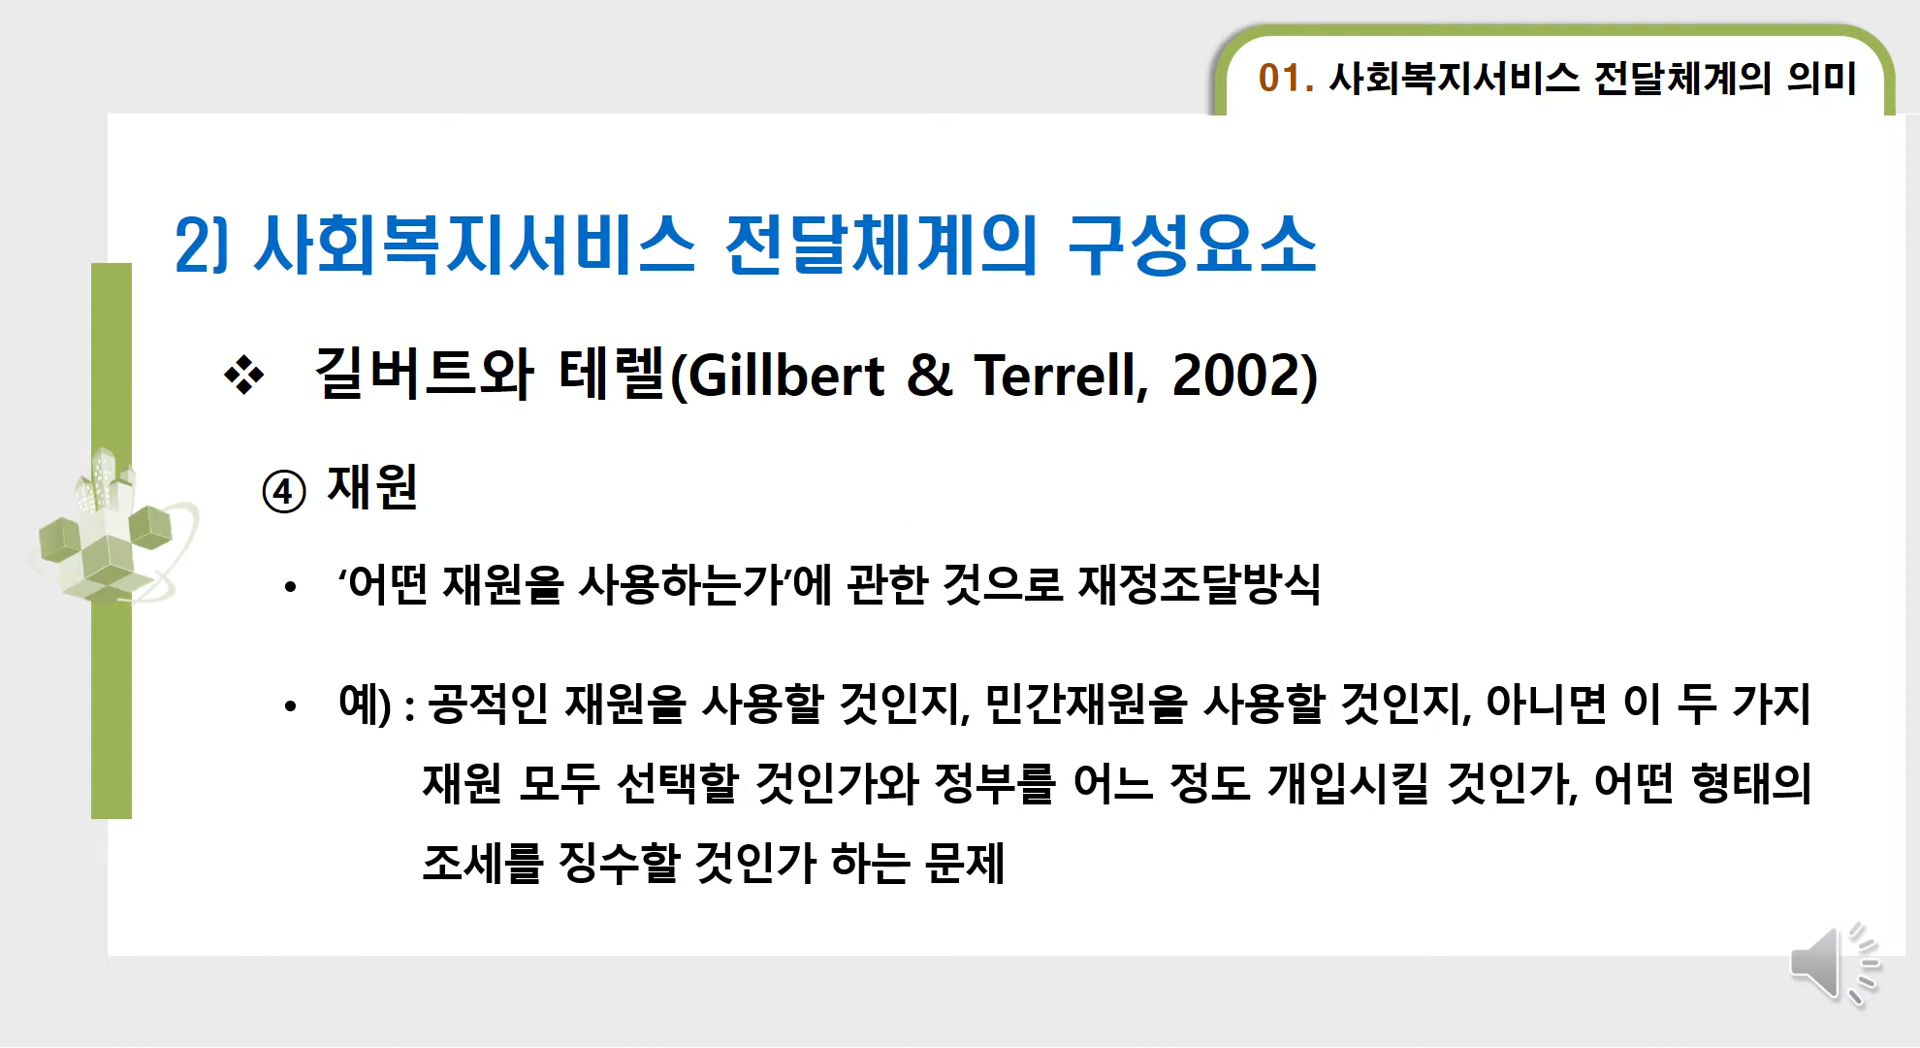 01. 사회복지서비스 전달체계의 의미
2) 사회복지서비스 전달체계의 구성요소
❖ 길버트와 테렐(Gillbert & Terrell, 2002)
④ 재원
• ‘어떤 재원을 사용하는가’에 관한 것으로 재정조달방식
• 예) : 공적인 재원을 사용할 것인지, 민간재원을 사용할 것인지, 아니면 이 두 가지
재원 모두 선택할 것인가와 정부를 어느 정도 개입시킬 것인가, 어떤 형태의
조세를 징수할 것인가 하는 문제